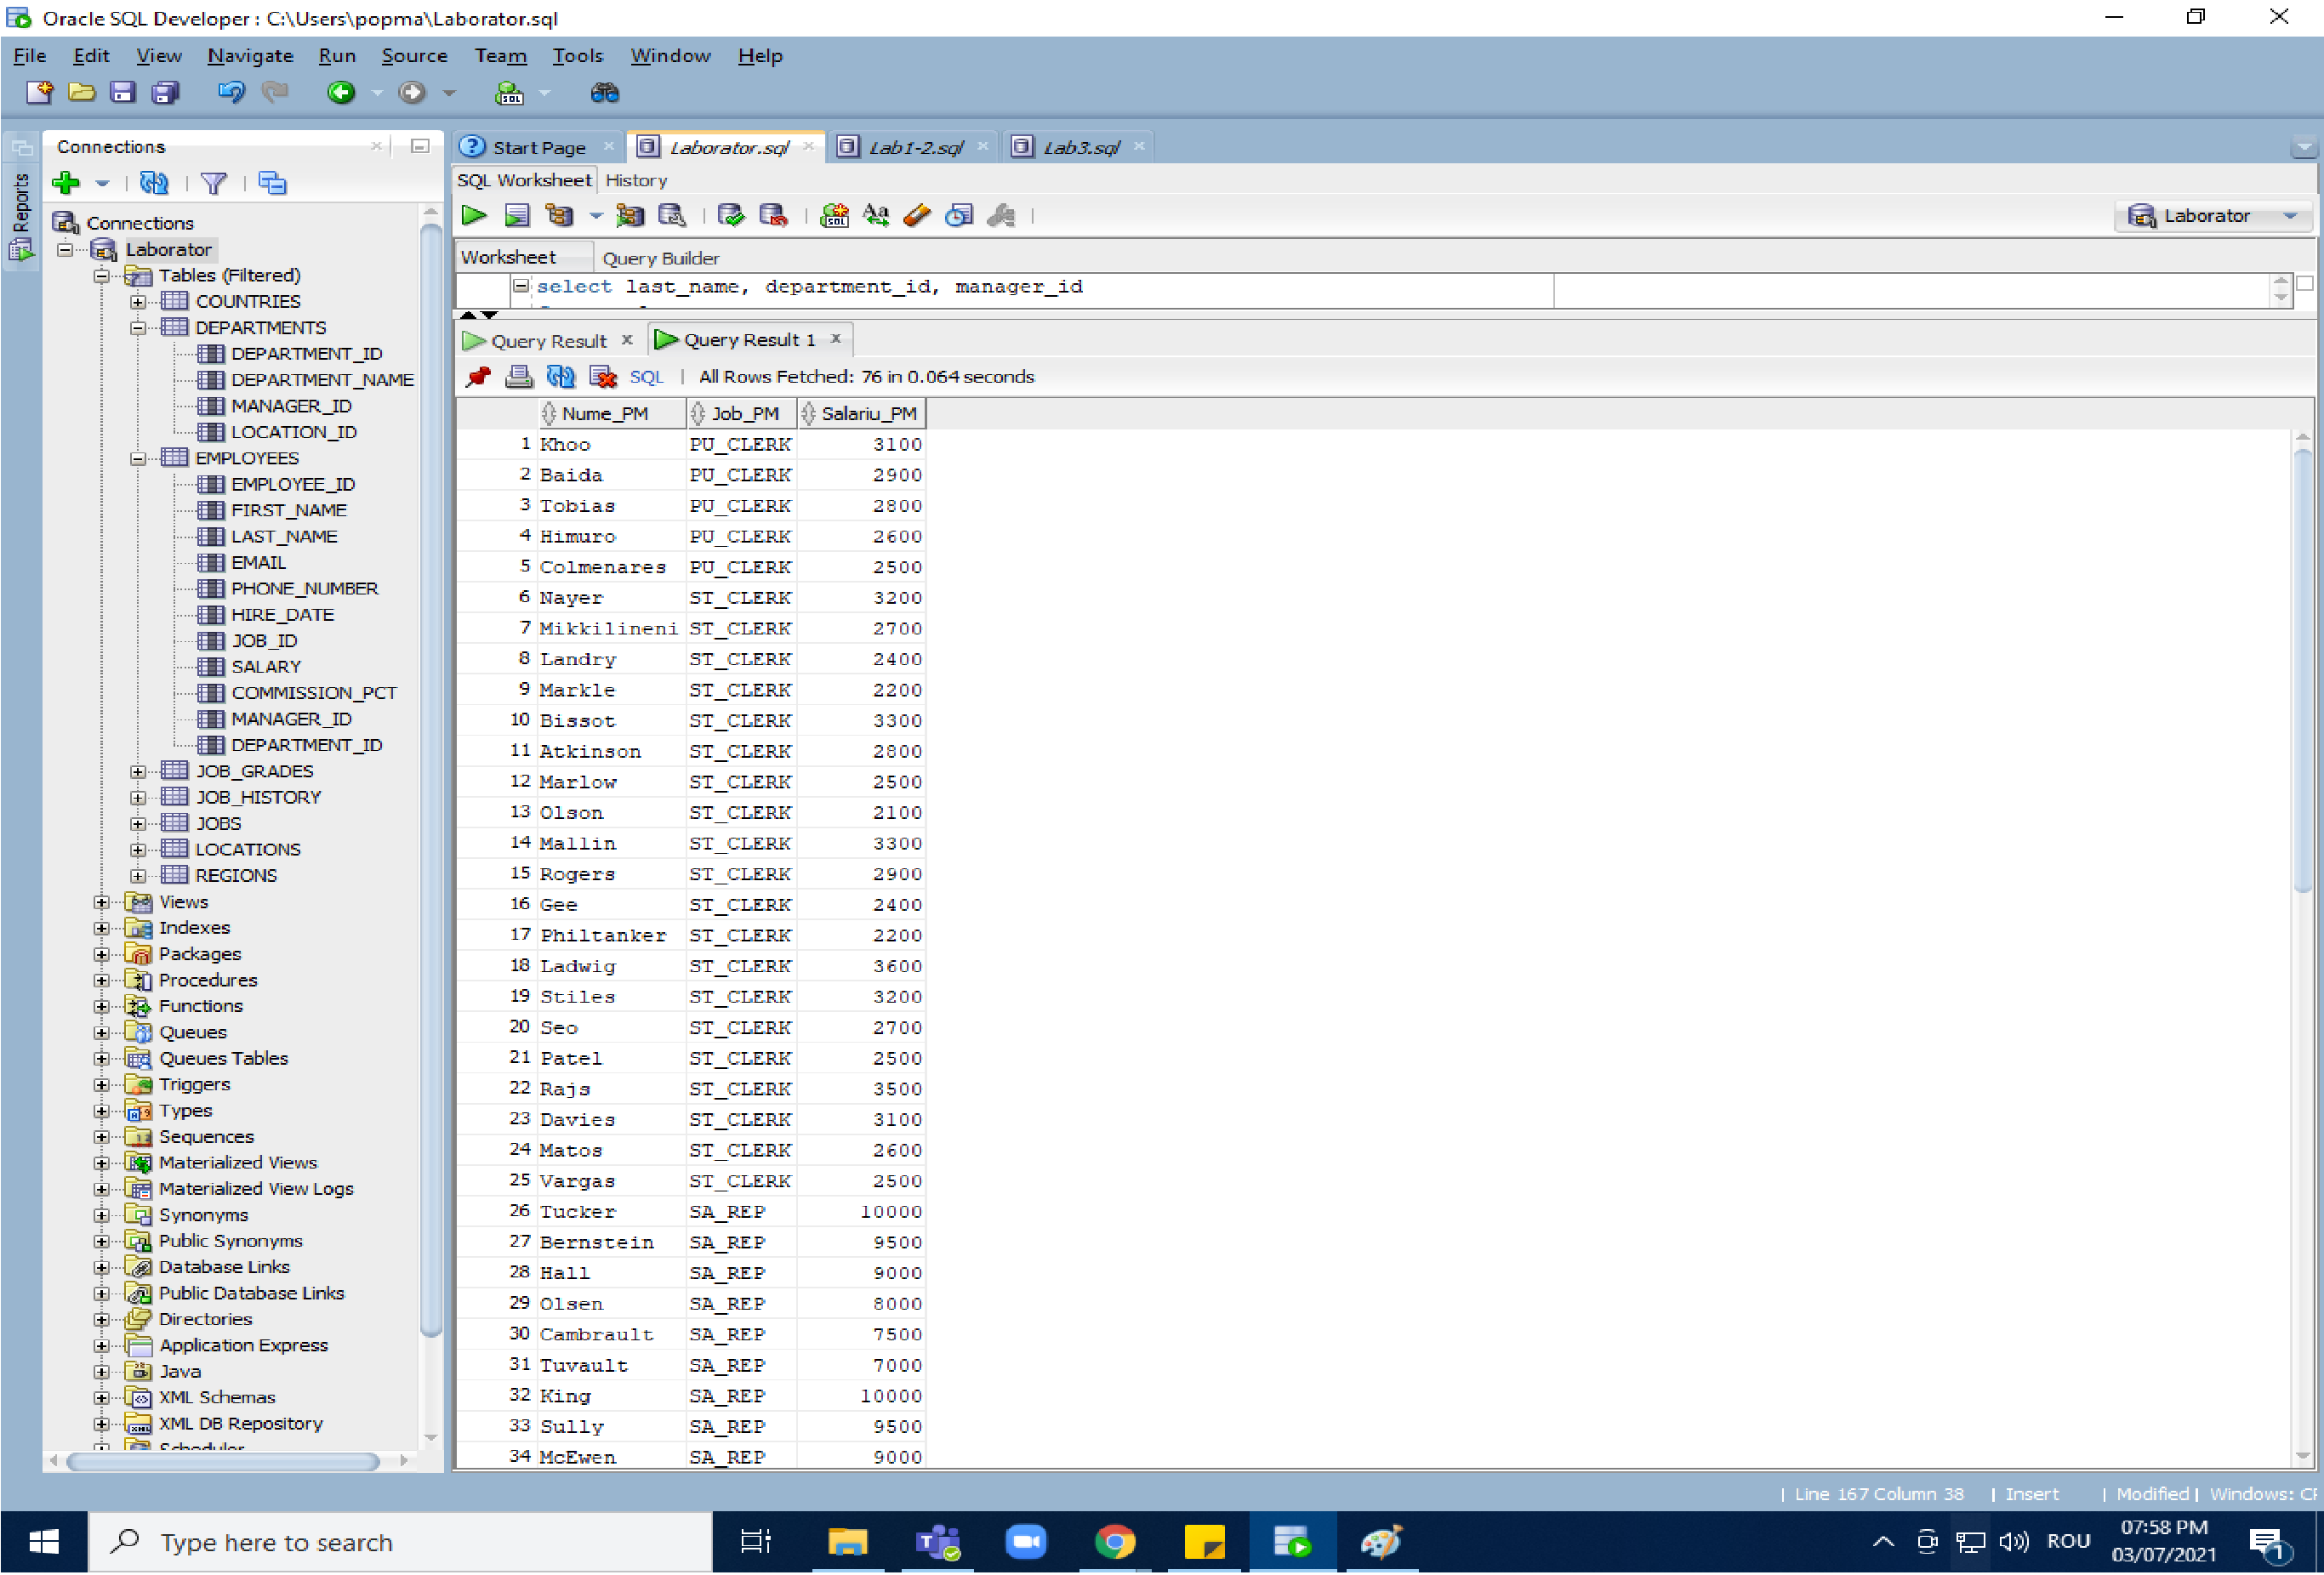 Oracle SQL Developer : C:\Users\popma\Laborator.sql
File Edit View Navigate Run Source Team Tools Window Help
Reports
Connections
Connections
Laborator
Tables (Filtered)
COUNTRIES
DEPARTMENTS
DEPARTMENT_ID
DEPARTMENT_NAME
MANAGER_ID
LOCATION_ID
EMPLOYEES
EMPLOYEE_ID
FIRST_NAME
LAST_NAME
EMAIL
PHONE_NUMBER
HIRE_DATE
JOB_ID
SALARY
COMMISSION_PCT
MANAGER_ID
DEPARTMENT_ID
JOB_GRADES
JOB_HISTORY
JOBS
LOCATIONS
REGIONS
Views
Indexes
Packages
Procedures
Functions
Queues
Queues Tables
Triggers
Types
Sequences
Materialized Views
Materialized View Logs
Synonyms
Public Synonyms
Database Links
Public Database Links
Directories
Application Express
Java
XML Schemas
XML DB Repository
Scheduler
Start Page Laborator.sql Lab1-2.sql Lab3.sql
SQL Worksheet History
Laborator
Worksheet Query Builder
select last_name, department_id, manager_id
Query Result Query Result 1
SQL | All Rows Fetched: 76 in 0.064 seconds
Nume_PM Job_PM Salariu_PM
1 Khoo PU_CLERK 3100
2 Baida PU_CLERK 2900
3 Tobias PU_CLERK 2800
4 Himuro PU_CLERK 2600
5 Colmenares PU_CLERK 2500
6 Nayer ST_CLERK 3200
7 Mikkilineni ST_CLERK 2700
8 Landry ST_CLERK 2400
9 Markle ST_CLERK 2200
10 Bissot ST_CLERK 3300
11 Atkinson ST_CLERK 2800
12 Marlow ST_CLERK 2500
13 Olson ST_CLERK 2100
14 Mallin ST_CLERK 3300
15 Rogers ST_CLERK 2900
16 Gee ST_CLERK 2400
17 Philtanker ST_CLERK 2200
18 Ladwig ST_CLERK 3600
19 Stiles ST_CLERK 3200
20 Seo ST_CLERK 2700
21 Patel ST_CLERK 2500
22 Rajs ST_CLERK 3500
23 Davies ST_CLERK 3100
24 Matos ST_CLERK 2600
25 Vargas ST_CLERK 2500
26 Tucker SA_REP 10000
27 Bernstein SA_REP 9500
28 Hall SA_REP 9000
29 Olsen SA_REP 8000
30 Cambrault SA_REP 7500
31 Tuvault SA_REP 7000
32 King SA_REP 10000
33 Sully SA_REP 9500
34 McEwen SA_REP 9000
| Line 167 Column 38 | Insert | Modified | Windows: CR
Type here to search
ROU
07:58 PM
03/07/2021
1